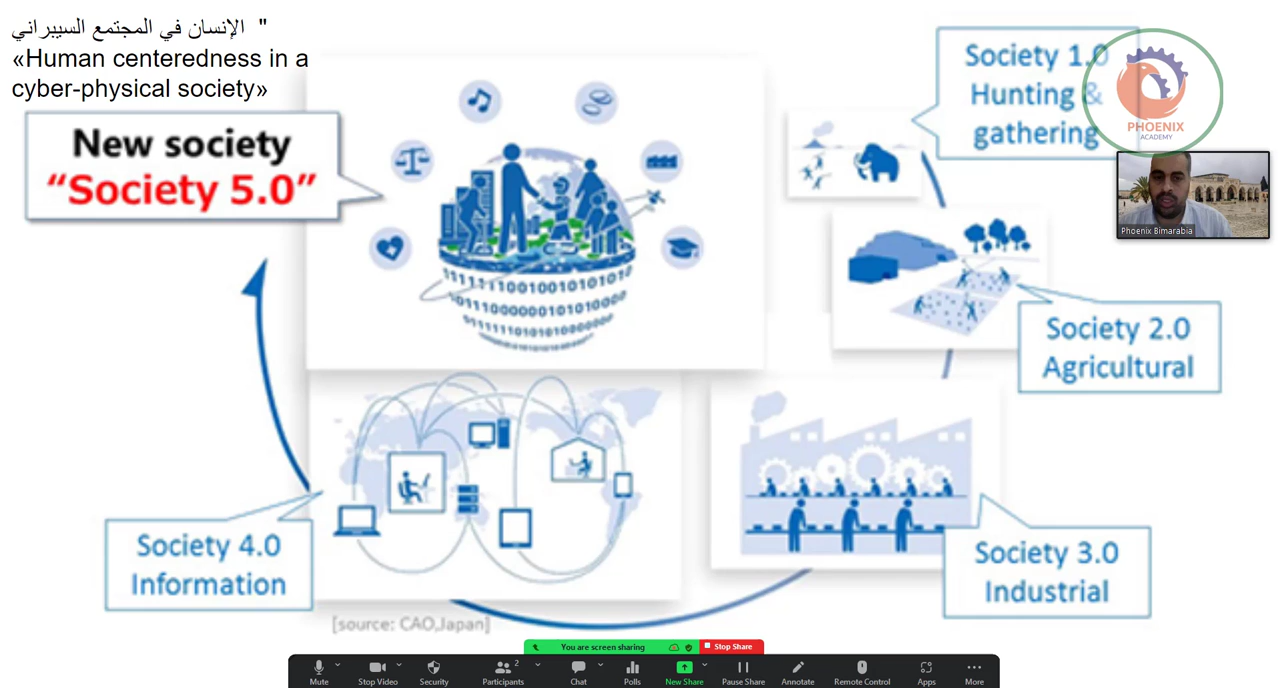 الإنسان في المجتمع السيبراني "
«Human centeredness in a
cyber-physical society»
New society
“Society 5.0”
Society 1.0
Hunting &
gathering
PHOENIX
ACADEMY
Phoenix Bimarabia
Society 2.0
Agricultural
Society 4.0
Information
Society 3.0
Industrial
[source: CAO,Japan]
You are screen sharing
Stop Share
Mute
Stop Video
Security
Participants
2
Chat
Polls
New Share
Pause Share
Annotate
Remote Control
Apps
More